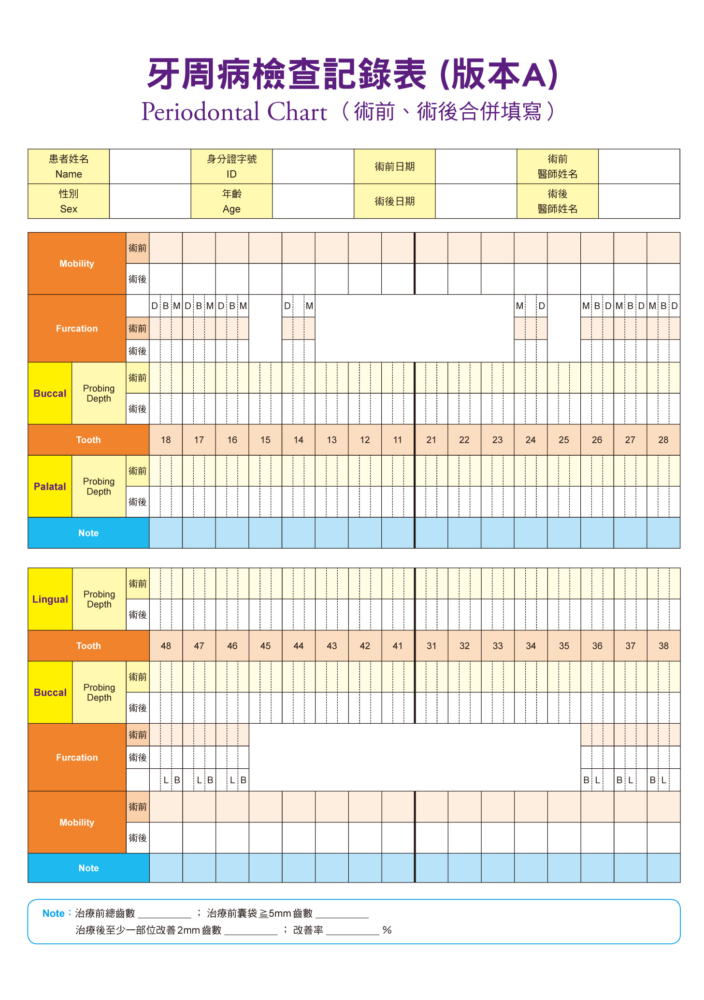 牙周病檢查記錄表 (版本A)
Periodontal Chart（術前、術後合併填寫）
患者姓名 身分證字號 術前日期 術前
Name ID 醫師姓名
性別 年齡 術後日期 術後
Sex Age 醫師姓名
Mobility 術前
術後
D B M D B M D B M D M M D M B D M B D M B D
Furcation 術前
術後
Buccal Probing Depth 術前
術後
Tooth 18 17 16 15 14 13 12 11 21 22 23 24 25 26 27 28
Palatal Probing Depth 術前
術後
Note
Lingual Probing Depth 術前
術後
Tooth 48 47 46 45 44 43 42 41 31 32 33 34 35 36 37 38
Buccal Probing Depth 術前
術後
Furcation 術前
術後
L B L B L B B L B L B L
Mobility 術前
術後
Note
Note：治療前總齒數 __________ ； 治療前囊袋≧5mm齒數 __________
治療後至少一部位改善2mm齒數 __________ ； 改善率 __________ %